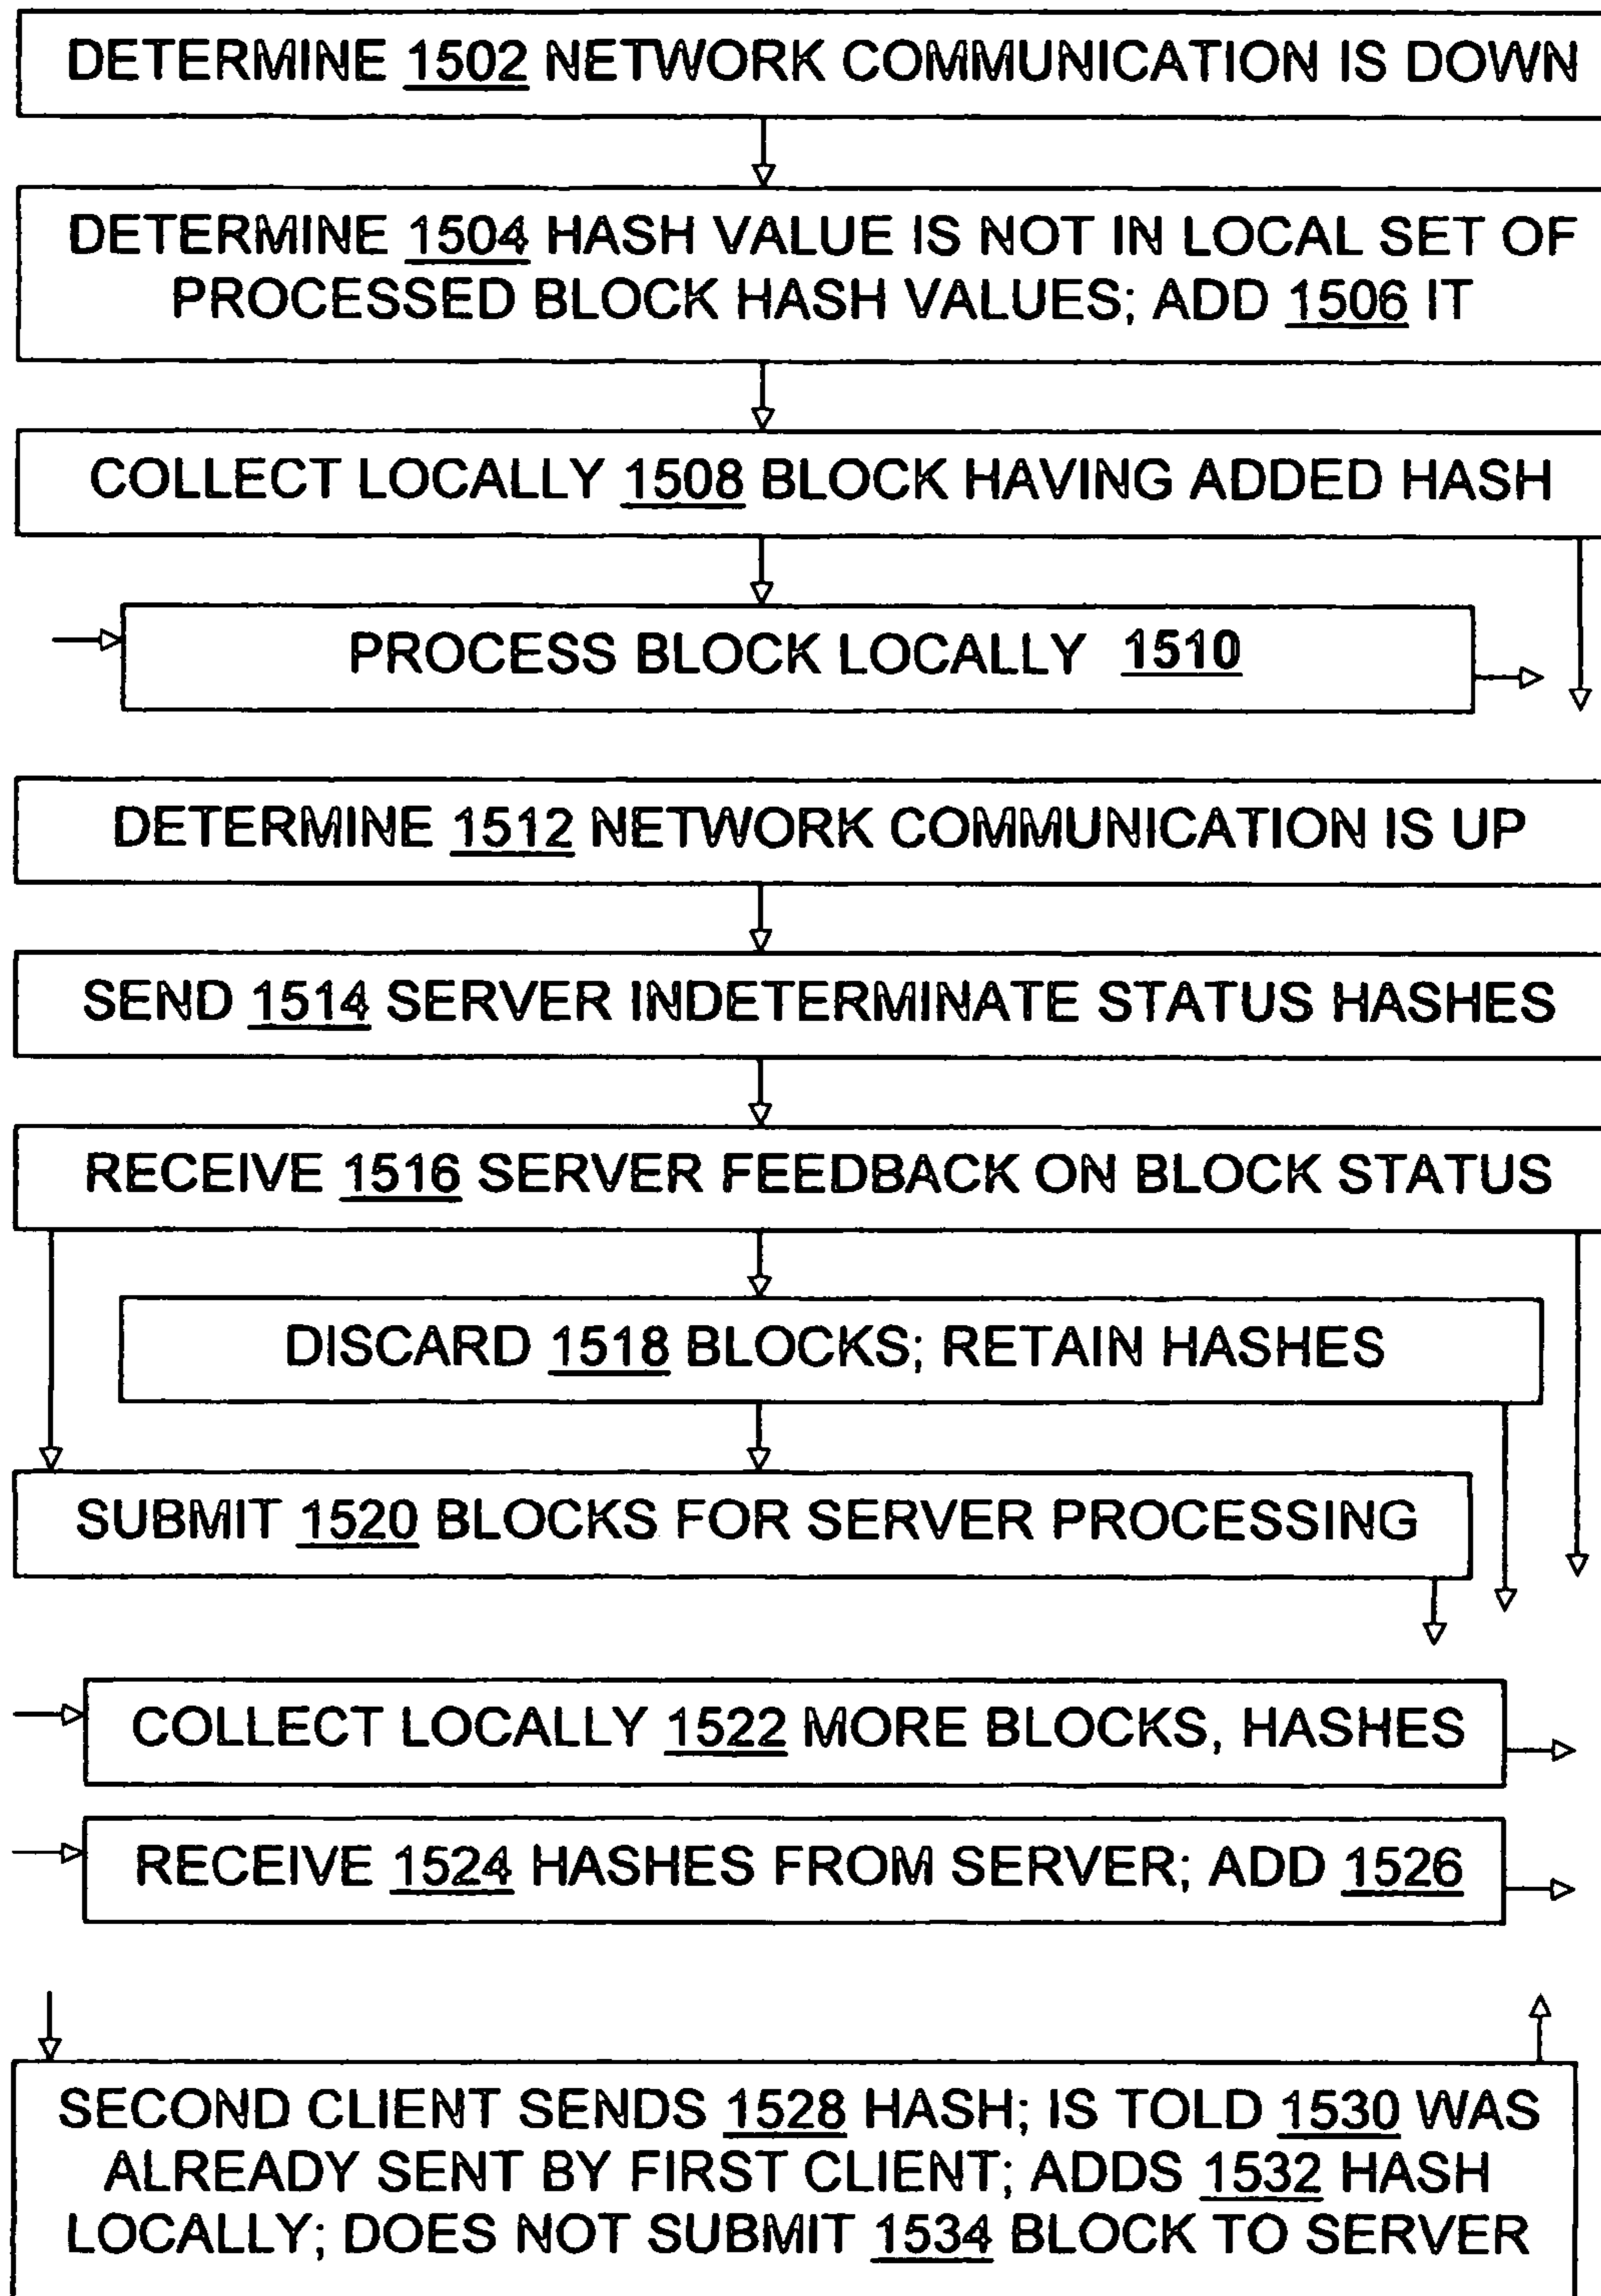 DETERMINE 1502 NETWORK COMMUNICATION IS DOWN
DETERMINE 1504 HASH VALUE IS NOT IN LOCAL SET OF
PROCESSED BLOCK HASH VALUES; ADD 1506 IT
COLLECT LOCALLY 1508 BLOCK HAVING ADDED HASH
PROCESS BLOCK LOCALLY 1510
DETERMINE 1512 NETWORK COMMUNICATION IS UP
SEND 1514 SERVER INDETERMINATE STATUS HASHES
RECEIVE 1516 SERVER FEEDBACK ON BLOCK STATUS
DISCARD 1518 BLOCKS; RETAIN HASHES
SUBMIT 1520 BLOCKS FOR SERVER PROCESSING
COLLECT LOCALLY 1522 MORE BLOCKS, HASHES
RECEIVE 1524 HASHES FROM SERVER; ADD 1526
SECOND CLIENT SENDS 1528 HASH; IS TOLD 1530 WAS
ALREADY SENT BY FIRST CLIENT; ADDS 1532 HASH
LOCALLY; DOES NOT SUBMIT 1534 BLOCK TO SERVER